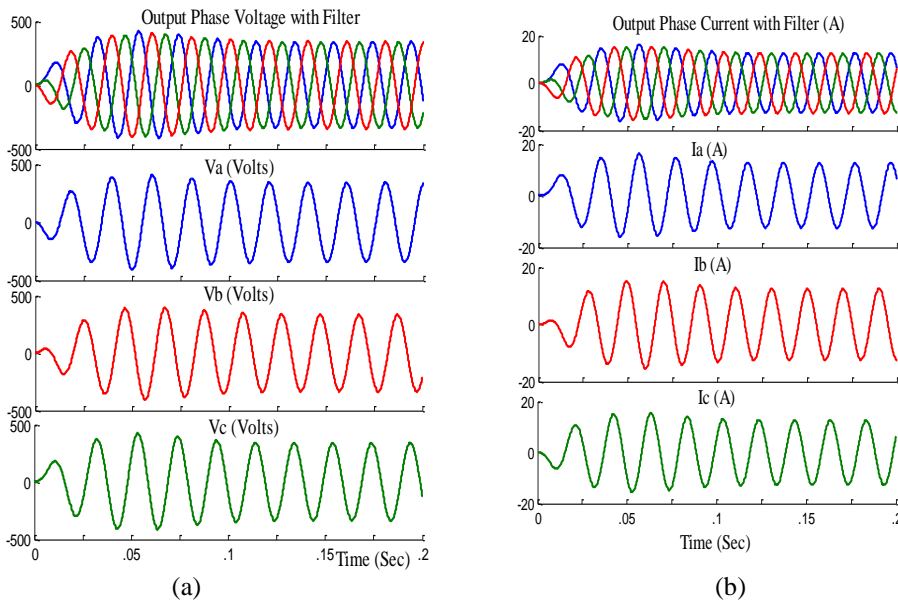 Output Phase Voltage with Filter
500
0
-500
Va (Volts)
0
-500
Vb (Volts)
500
0
-500
Vc (Volts)
500
0
-500
0 .05 .1 .15 Time (Sec) .2
(a)
Output Phase Current with Filter (A)
20
0
-20
Ia (A)
20
0
-20
Ib (A)
20
0
-20
Ic (A)
20
0
-20
0 .05 .1 .15 .2
Time (Sec)
(b)